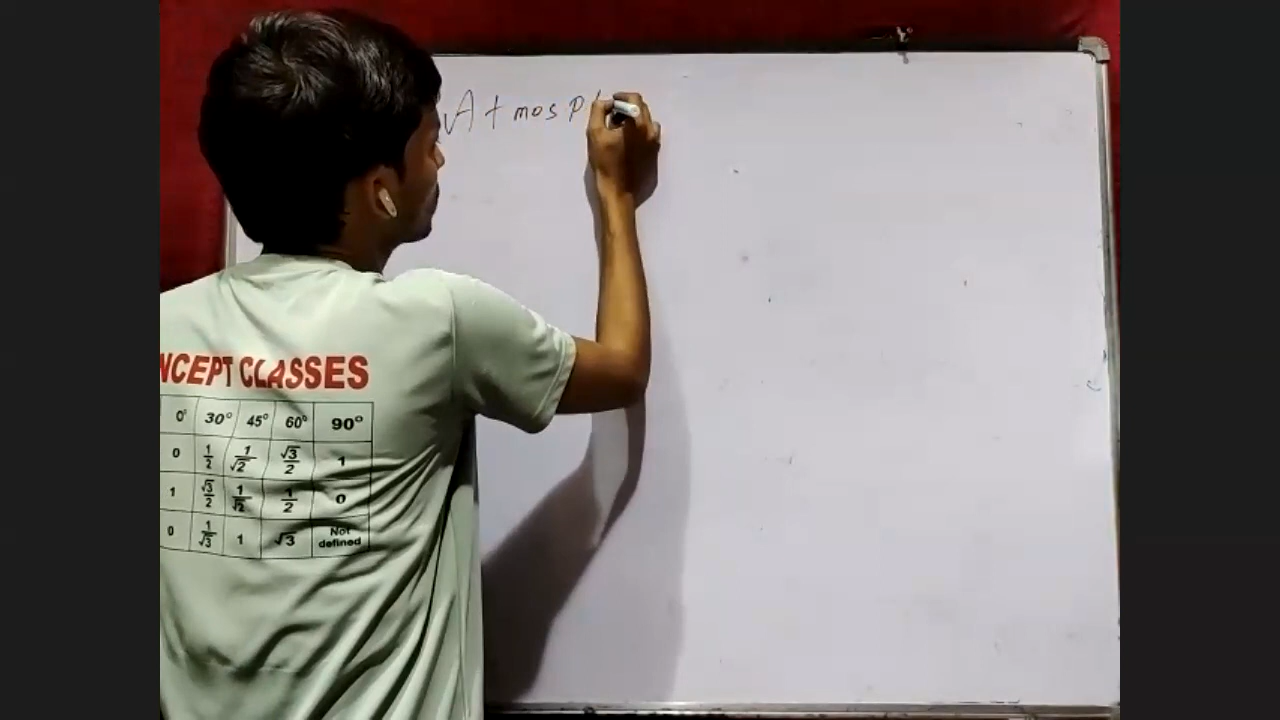 Atmosph
NCEPT CLASSES
0° 30° 45° 60° 90°
0 1/2 1/√2 √3/2 1
1 √3/2 1/√2 1/2 0
0 1/√3 1 √3 Not defined